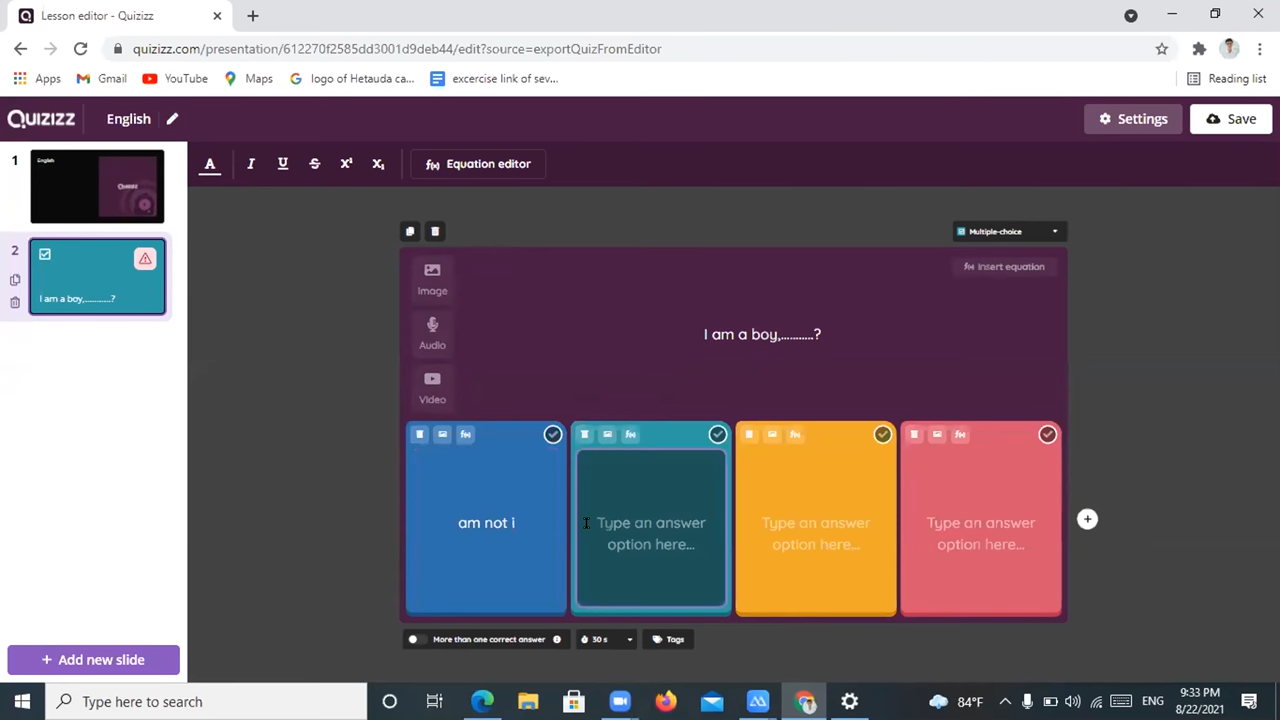 Lesson editor - Quizizz
quizizz.com/presentation/612270f2585dd3001d9deb44/edit?source=exportQuizFromEditor
Apps Gmail YouTube Maps logo of Hetauda ca... excercise link of sev... Reading list
Quizizz English Settings Save
A I U S X¹ X₁ f(x) Equation editor
1
English
Quizizz
2
I am a boy,..........?
Multiple-choice
Image
f(x) Insert equation
Audio
Video
I am a boy,..........?
am not i
Type an answer
option here...
Type an answer
option here...
Type an answer
option here...
More than one correct answer 30 s Tags
+ Add new slide
Type here to search
84°F ENG
9:33 PM
8/22/2021